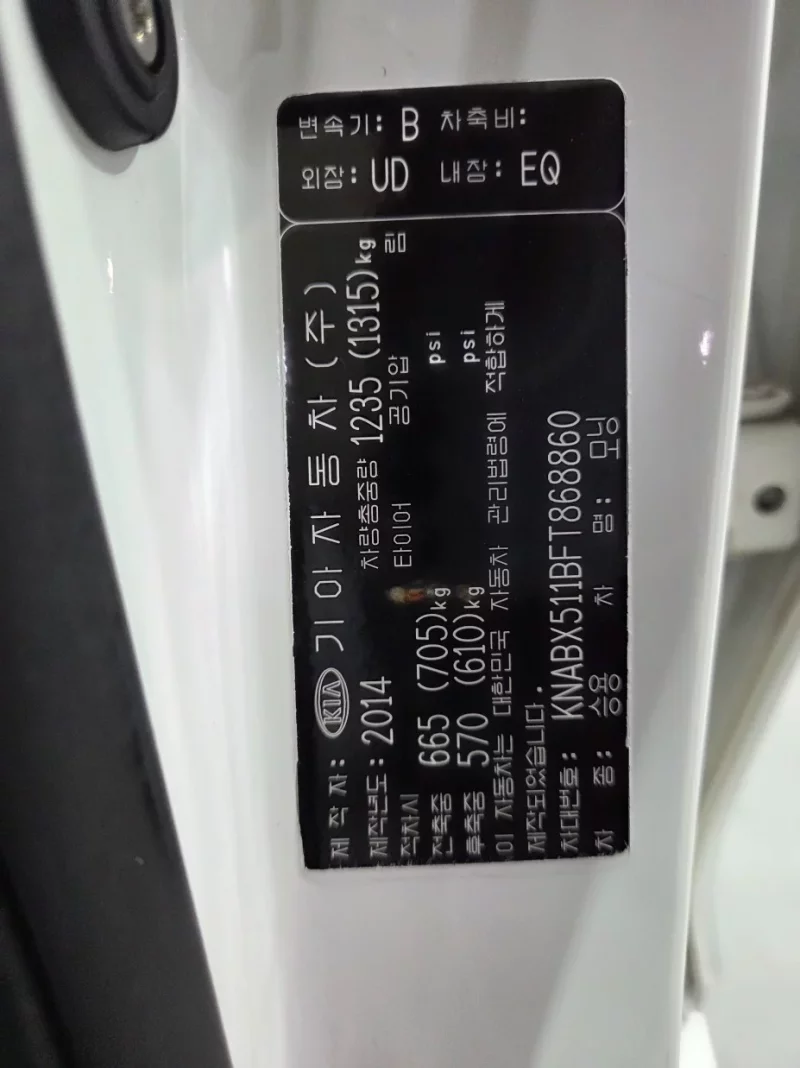 변속기: B 차축비:
외장: UD 내장: EQ
제 작 자: KIA 기아자동차(주)
제작년도: 2014 차량총중량 1235 (1315)kg
적차시 타이어 공기압 림
전축중 665 (705)kg psi
후축중 570 (610)kg psi
이 자동차는 대한민국 자동차 관리법령에 적합하게
제작되었습니다.
차대번호: KNABX511BFT868860
차 종: 승용 차 명: 모닝